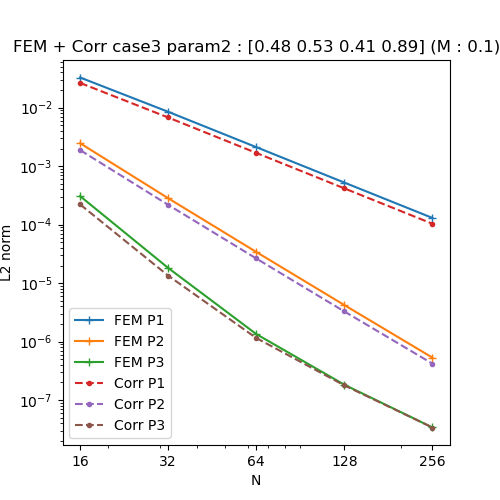 FEM + Corr case3 param2 : [0.48 0.53 0.41 0.89] (M : 0.1)
10⁻²
10⁻³
10⁻⁴
10⁻⁵
10⁻⁶
10⁻⁷
L2 norm
FEM P1
FEM P2
FEM P3
Corr P1
Corr P2
Corr P3
16 32 64 128 256
N